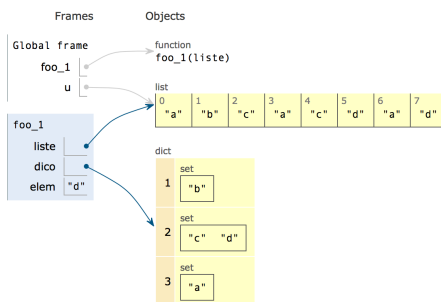 Frames Objects
Global frame
foo_1
u
function
foo_1(liste)
list
0 1 2 3 4 5 6 7
"a" "b" "c" "a" "c" "d" "a" "d"
foo_1
liste
dico
elem "d"
dict
1 set
"b"
2 set
"c" "d"
3 set
"a"